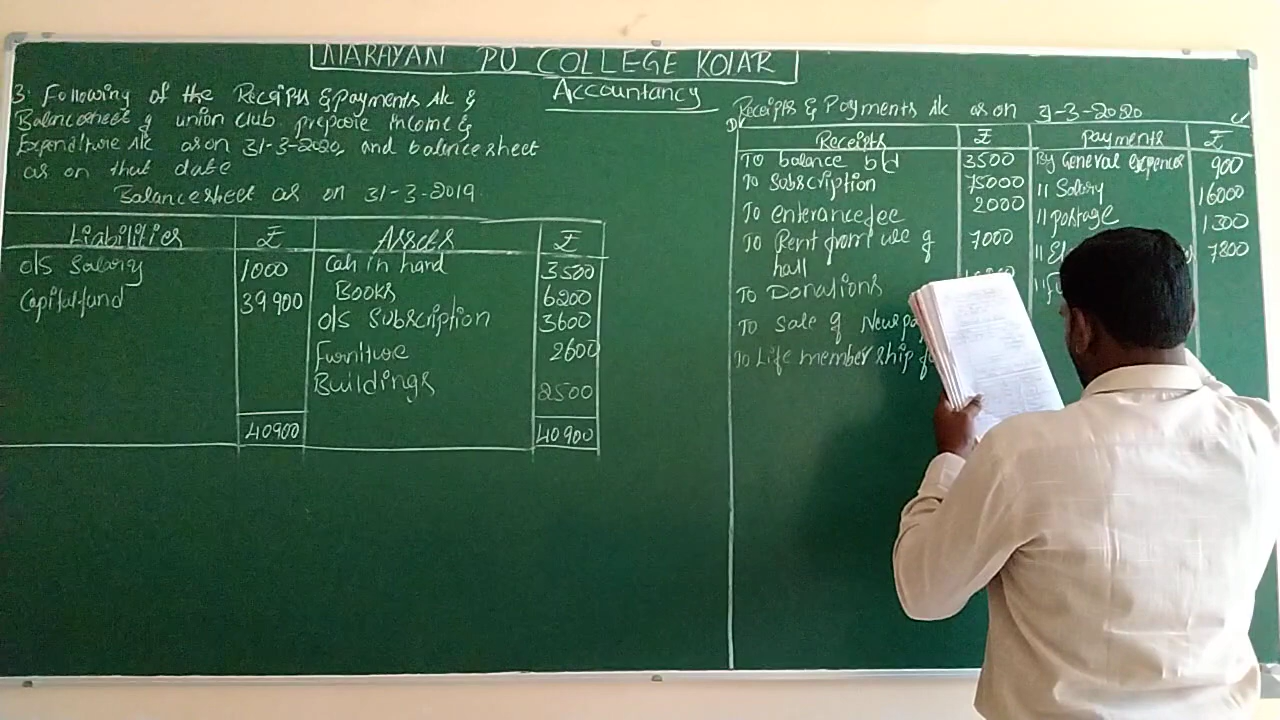 NARAYAN PU COLLEGE KOLAR
Accountancy
3. Following of the Receipts & Payments A/c &
Balancesheet of union club. prepare income &
Expenditure A/c as on 31-3-2020, and balance sheet
as on that date
Balancesheet as on 31-3-2019
Liabilities ₹ Assets ₹
o/s Salary 1000 Cash in hand 3500
Capital fund 39900 Books 6200
o/s Subscription 3600
Furniture 2600
Buildings 2500
40900 40900
Receipts & Payments A/c as on 31-3-2020
Dr
Receipts ₹ Payments ₹
To balance b/d 3500 By General expences 900
To Subscription 75000 " Salary 16000
To enterance fee 2000 " postage 1300
To Rent from use of 7000 7800
hall
To Donations
To Sale of
To Life member ship